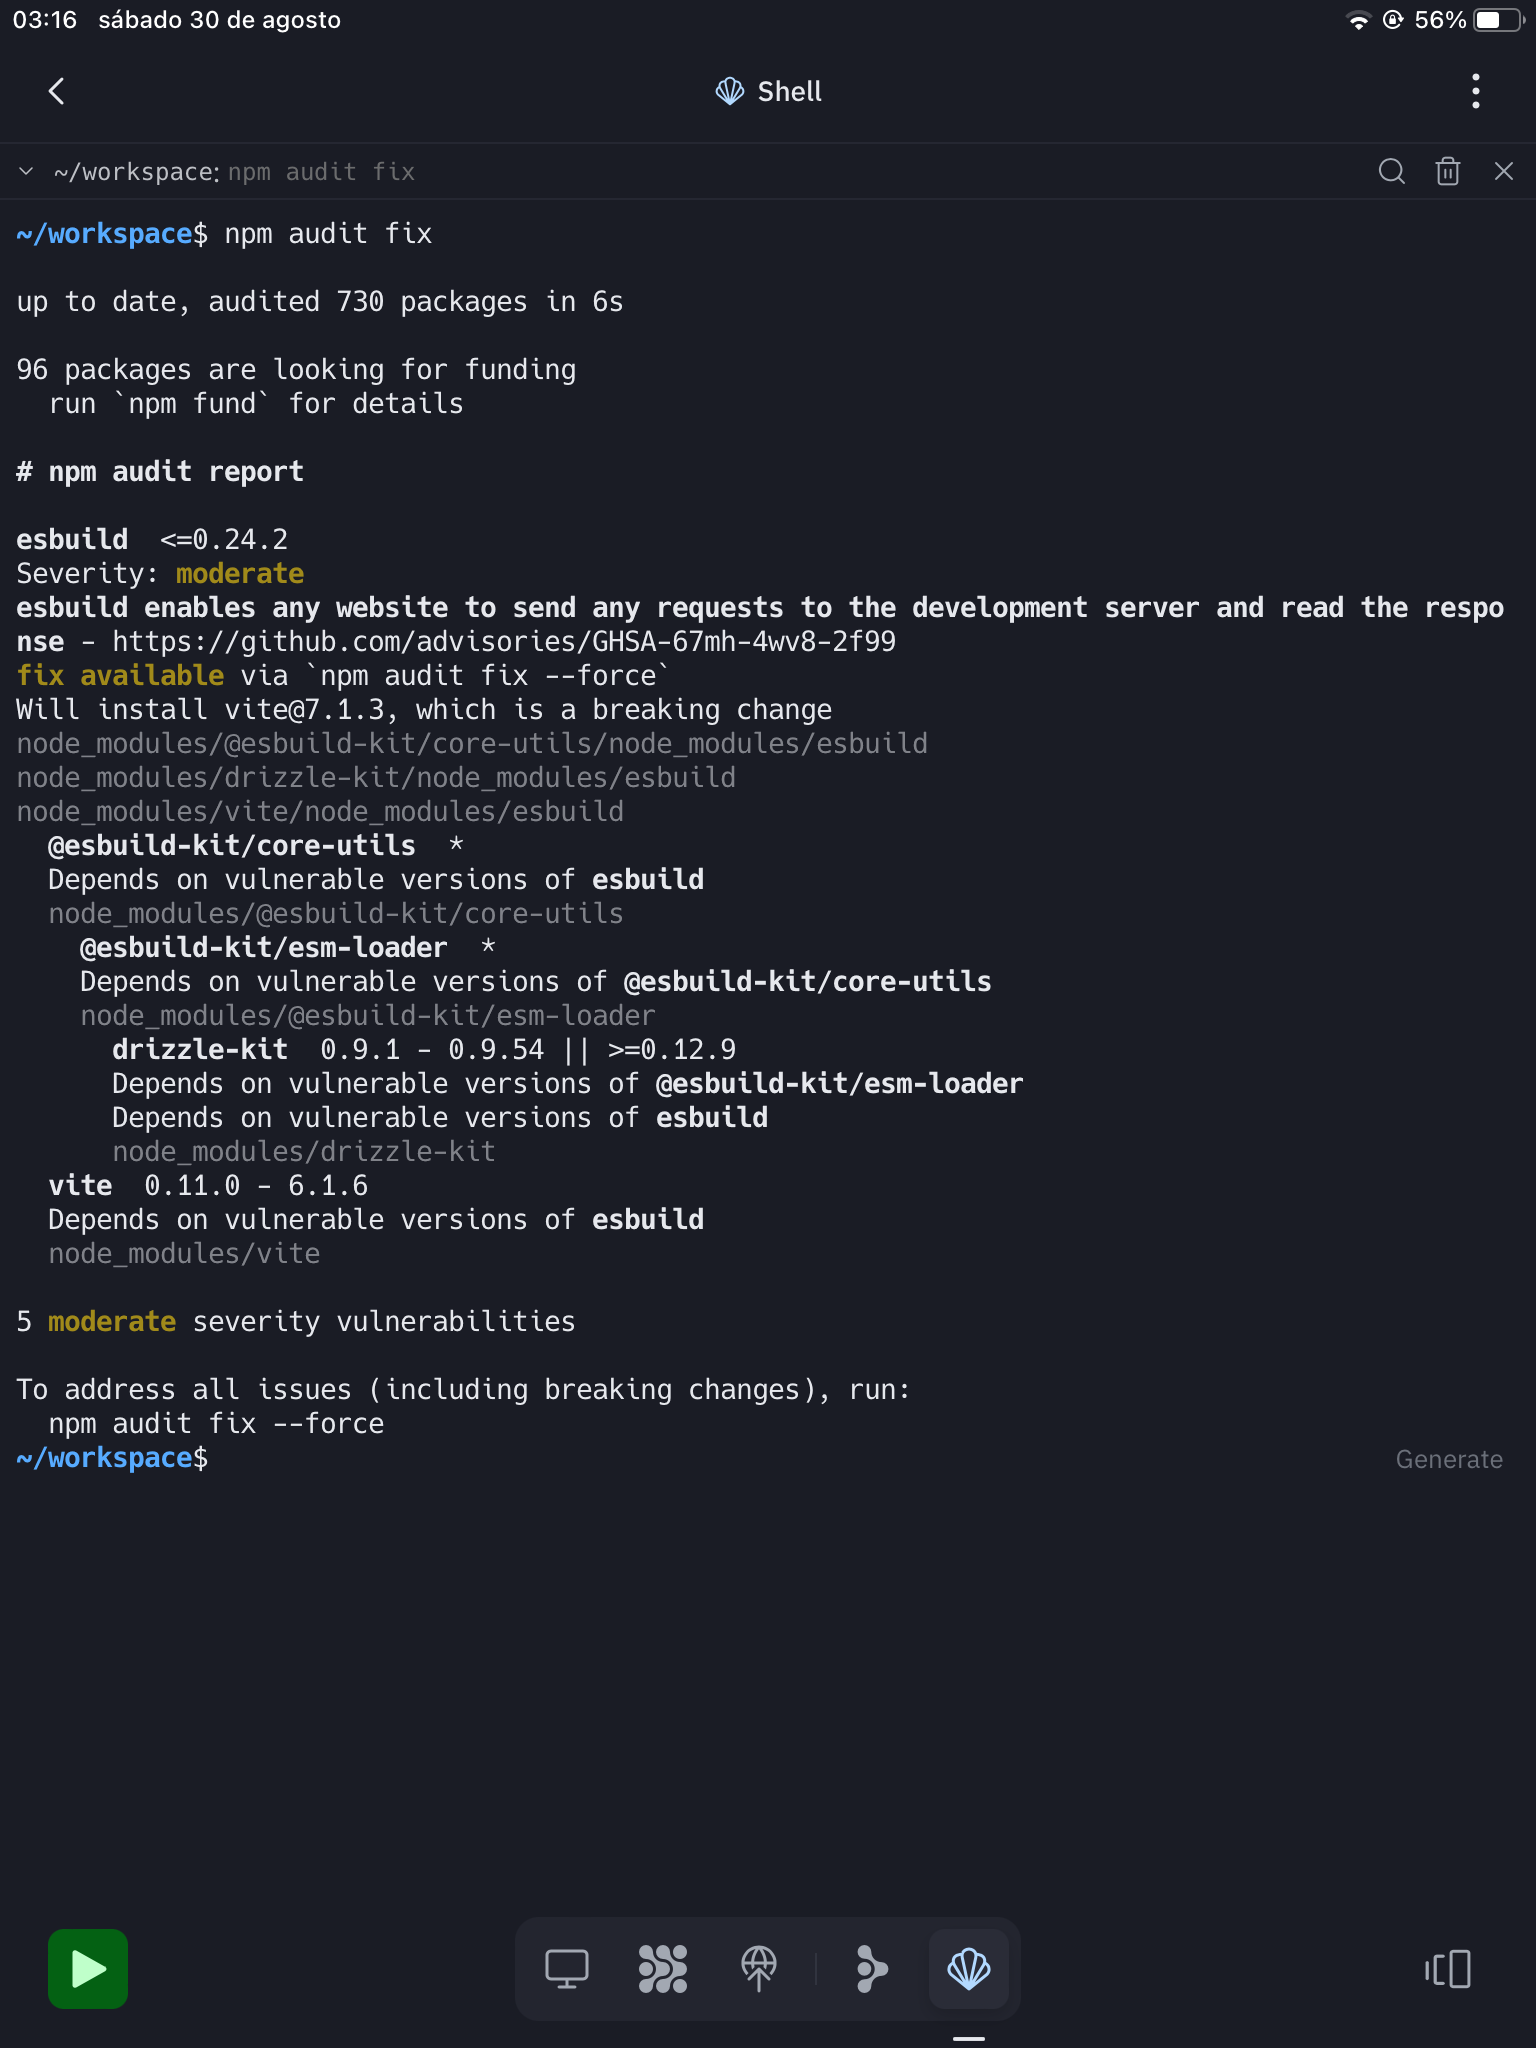 03:16 sábado 30 de agosto 56%
Shell
~/workspace: npm audit fix
~/workspace$ npm audit fix
up to date, audited 730 packages in 6s
96 packages are looking for funding
run `npm fund` for details
# npm audit report
esbuild <=0.24.2
Severity: moderate
esbuild enables any website to send any requests to the development server and read the respo
nse - https://github.com/advisories/GHSA-67mh-4wv8-2f99
fix available via `npm audit fix --force`
Will install vite@7.1.3, which is a breaking change
node_modules/@esbuild-kit/core-utils/node_modules/esbuild
node_modules/drizzle-kit/node_modules/esbuild
node_modules/vite/node_modules/esbuild
@esbuild-kit/core-utils *
Depends on vulnerable versions of esbuild
node_modules/@esbuild-kit/core-utils
@esbuild-kit/esm-loader *
Depends on vulnerable versions of @esbuild-kit/core-utils
node_modules/@esbuild-kit/esm-loader
drizzle-kit 0.9.1 - 0.9.54 || >=0.12.9
Depends on vulnerable versions of @esbuild-kit/esm-loader
Depends on vulnerable versions of esbuild
node_modules/drizzle-kit
vite 0.11.0 - 6.1.6
Depends on vulnerable versions of esbuild
node_modules/vite
5 moderate severity vulnerabilities
To address all issues (including breaking changes), run:
npm audit fix --force
~/workspace$ Generate